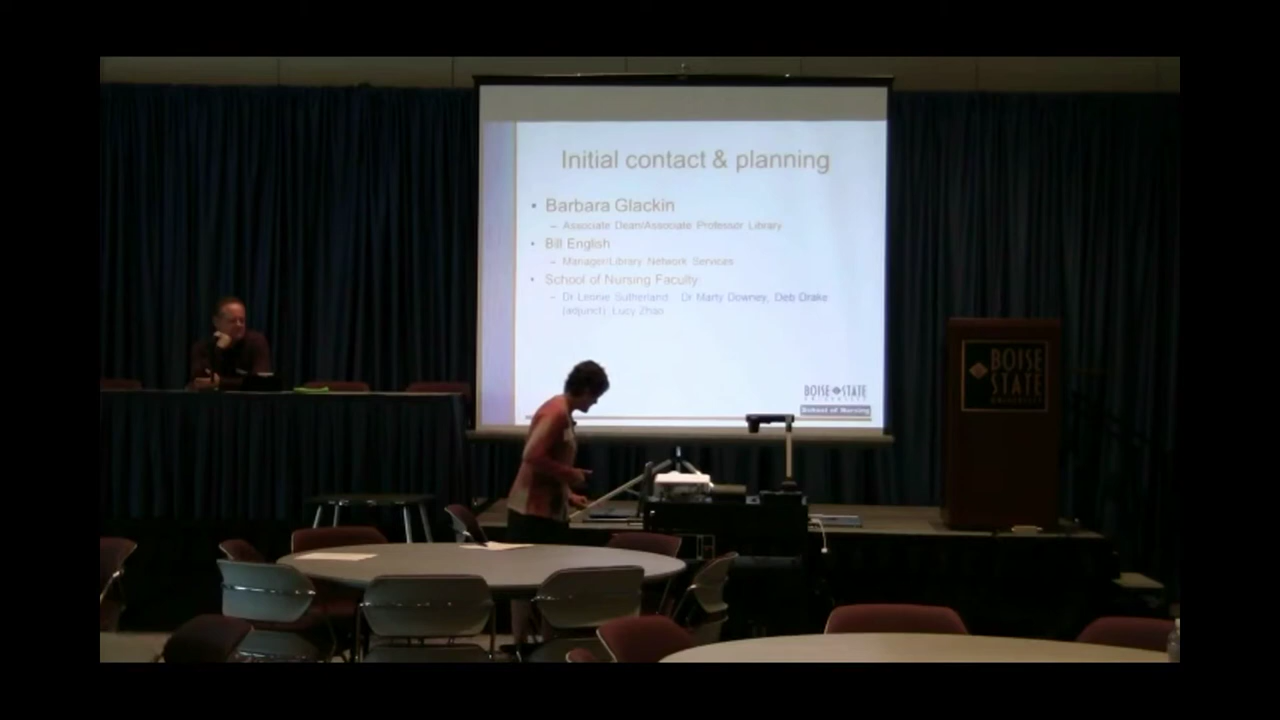 Initial contact & planning
• Barbara Glackin
– Associate Dean/Associate Professor Library
• Bill English
– Manager/Library Network Services
• School of Nursing Faculty
– Dr Leonie Sutherland Dr Marty Downey, Deb Drake
(adjunct) Lucy Zhao
BOISE STATE
UNIVERSITY
School of Nursing
BOISE
STATE
UNIVERSITY